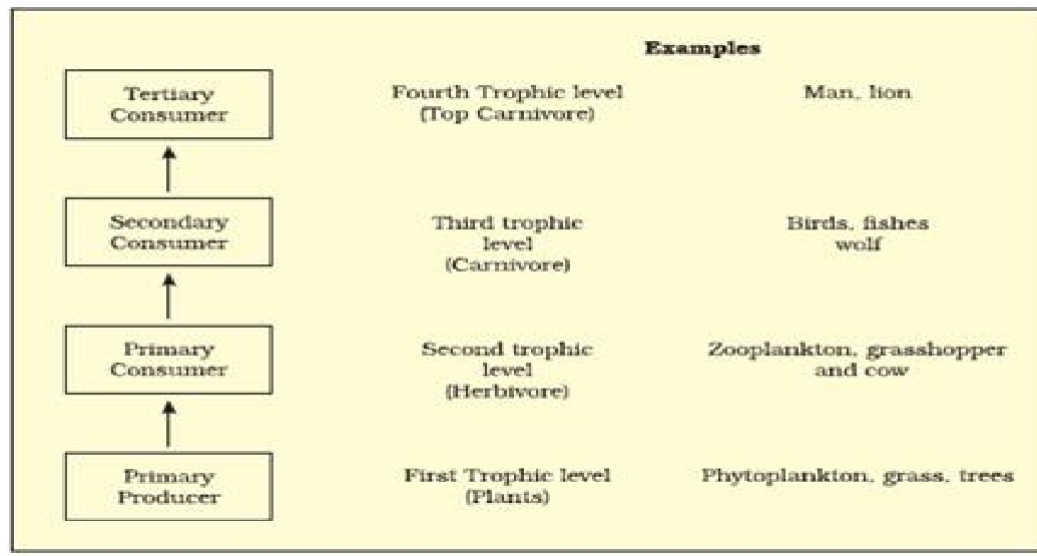 Examples
Tertiary
Consumer
Fourth Trophic level
(Top Carnivore)
Man, lion
Secondary
Consumer
Third trophic
level
(Carnivore)
Birds, fishes
wolf
Primary
Consumer
Second trophic
level
(Herbivore)
Zooplankton, grasshopper
and cow
Primary
Producer
First Trophic level
(Plants)
Phytoplankton, grass, trees